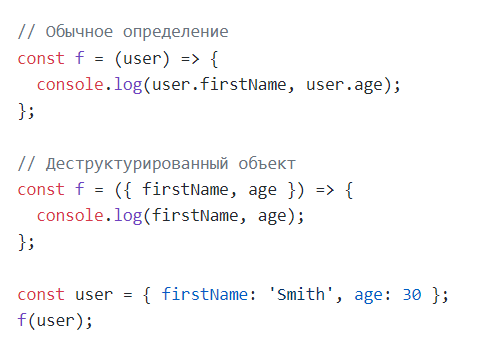 // Обычное определение
const f = (user) => {
  console.log(user.firstName, user.age);
};

// Деструктурированный объект
const f = ({ firstName, age }) => {
  console.log(firstName, age);
};

const user = { firstName: 'Smith', age: 30 };
f(user);